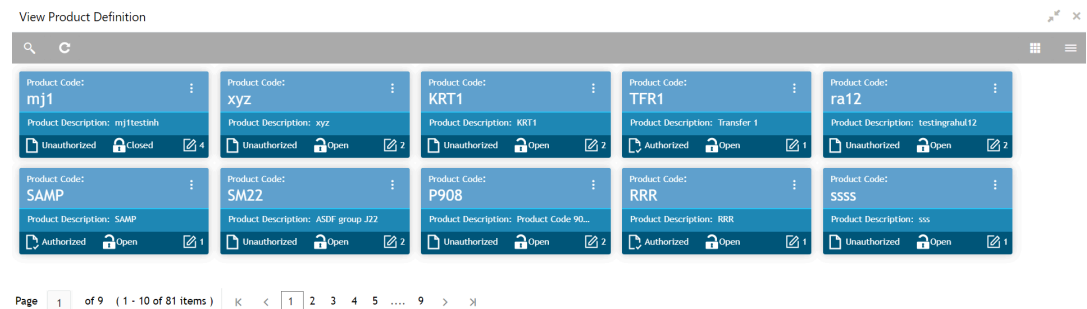 View Product Definition
Product Code: Product Code: Product Code: Product Code: Product Code:
mj1 xyz KRT1 TFR1 ra12
Product Description: mj1testinh Product Description: xyz Product Description: KRT1 Product Description: Transfer 1 Product Description: testingrahul12
Unauthorized Closed 4 Unauthorized Open 2 Unauthorized Open 2 Authorized Open 1 Unauthorized Open 2
Product Code: Product Code: Product Code: Product Code: Product Code:
SAMP SM22 P908 RRR ssss
Product Description: SAMP Product Description: ASDF group J22 Product Description: Product Code 90... Product Description: RRR Product Description: sss
Authorized Open 1 Unauthorized Open 2 Unauthorized Open 2 Authorized Open 1 Unauthorized Open 1
Page 1 of 9 ( 1 - 10 of 81 items ) 1 2 3 4 5 .... 9